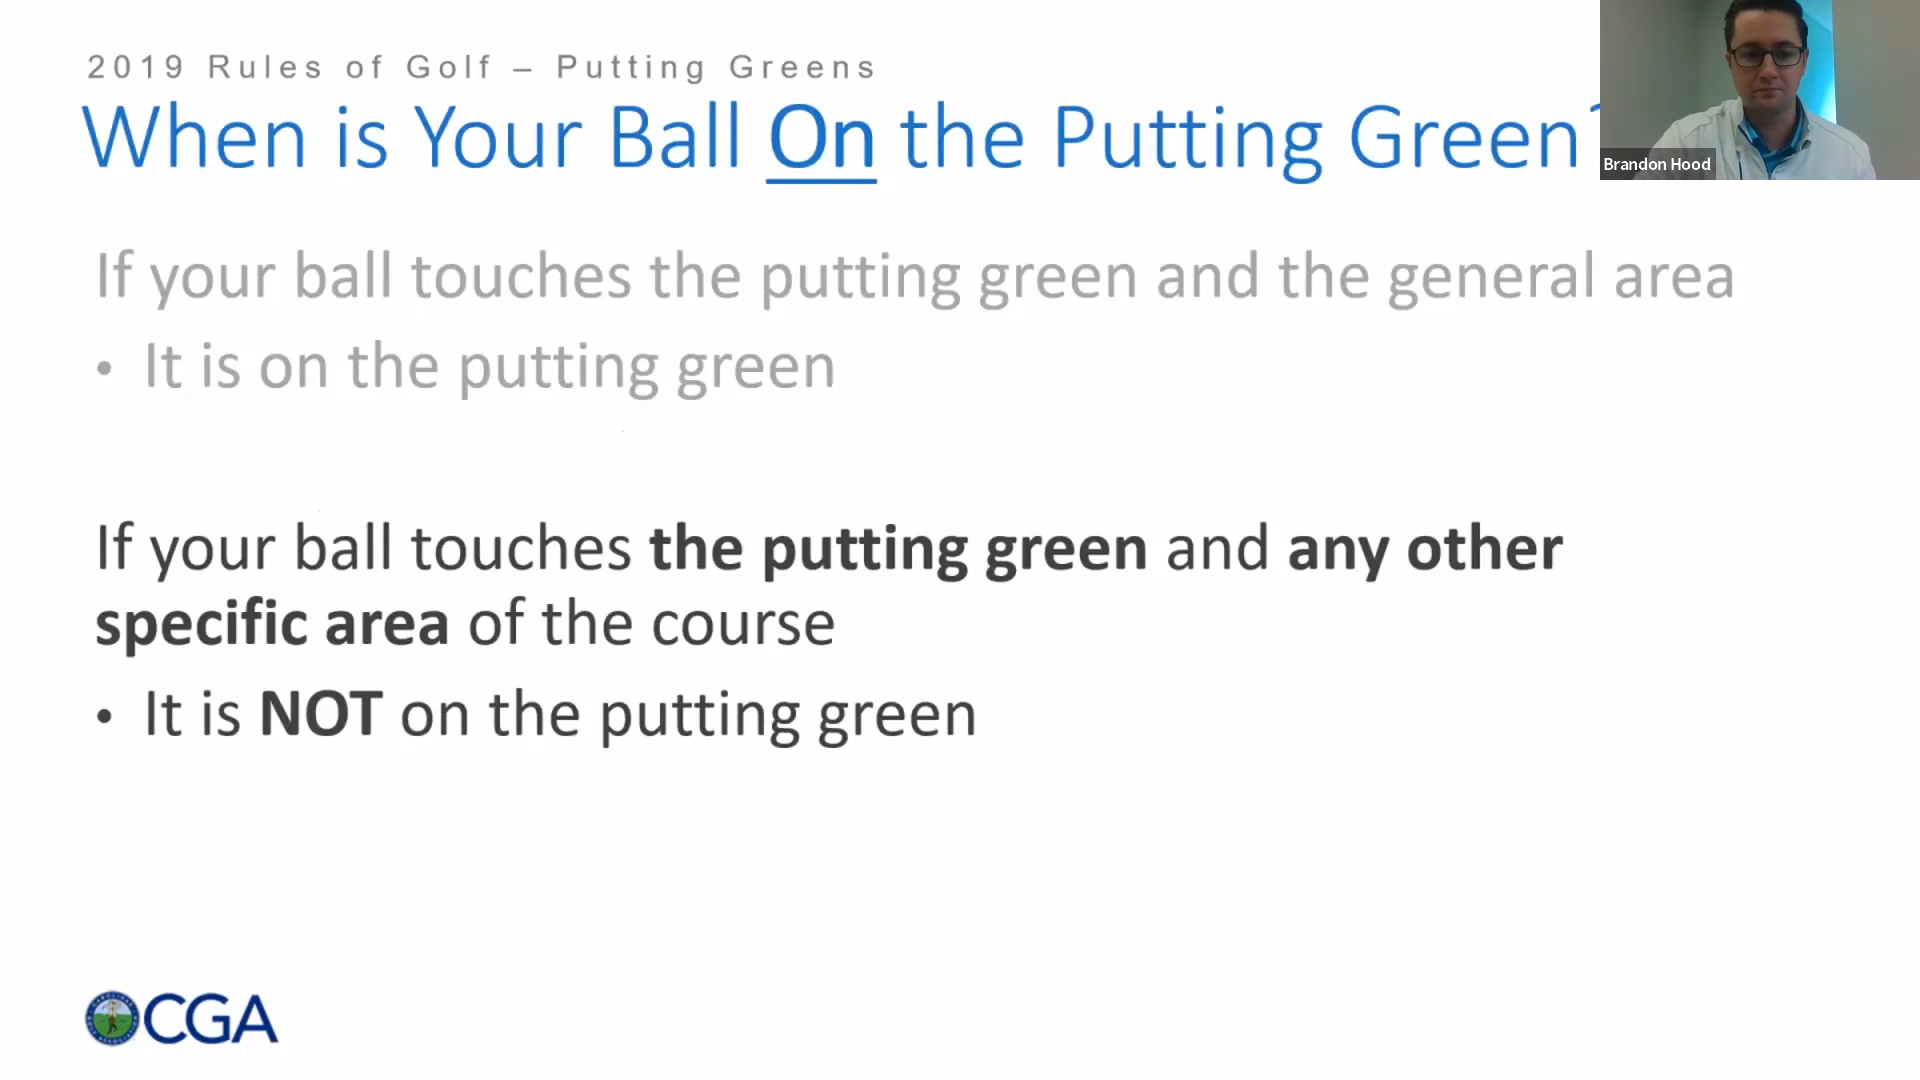 2019 Rules of Golf – Putting Greens
When is Your Ball On the Putting Green?
Brandon Hood
If your ball touches the putting green and the general area
• It is on the putting green
If your ball touches the putting green and any other
specific area of the course
• It is NOT on the putting green
CGA